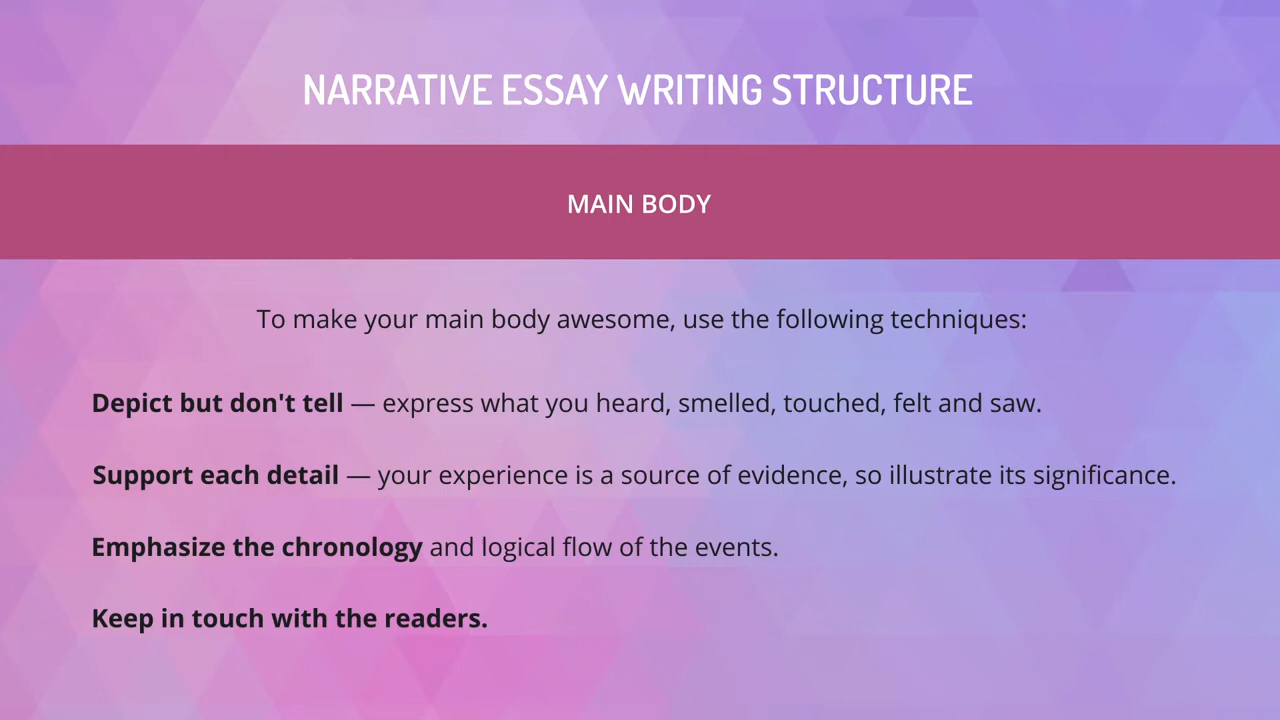 NARRATIVE ESSAY WRITING STRUCTURE
MAIN BODY
To make your main body awesome, use the following techniques:
Depict but don't tell — express what you heard, smelled, touched, felt and saw.
Support each detail — your experience is a source of evidence, so illustrate its significance.
Emphasize the chronology and logical flow of the events.
Keep in touch with the readers.